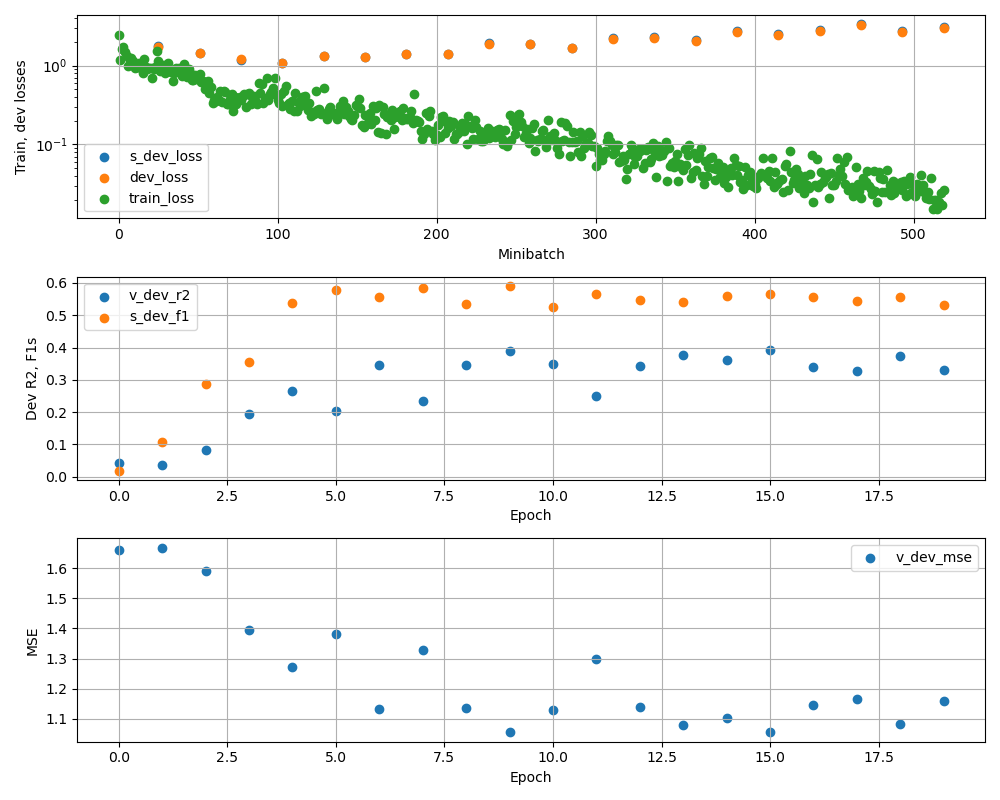 Train, dev losses
10⁰
10⁻¹
s_dev_loss
dev_loss
train_loss
0 100 200 300 400 500
Minibatch
Dev R2, F1s
0.6
0.5
0.4
0.3
0.2
0.1
0.0
v_dev_r2
s_dev_f1
0.0 2.5 5.0 7.5 10.0 12.5 15.0 17.5
Epoch
MSE
1.6
1.5
1.4
1.3
1.2
1.1
v_dev_mse
0.0 2.5 5.0 7.5 10.0 12.5 15.0 17.5
Epoch